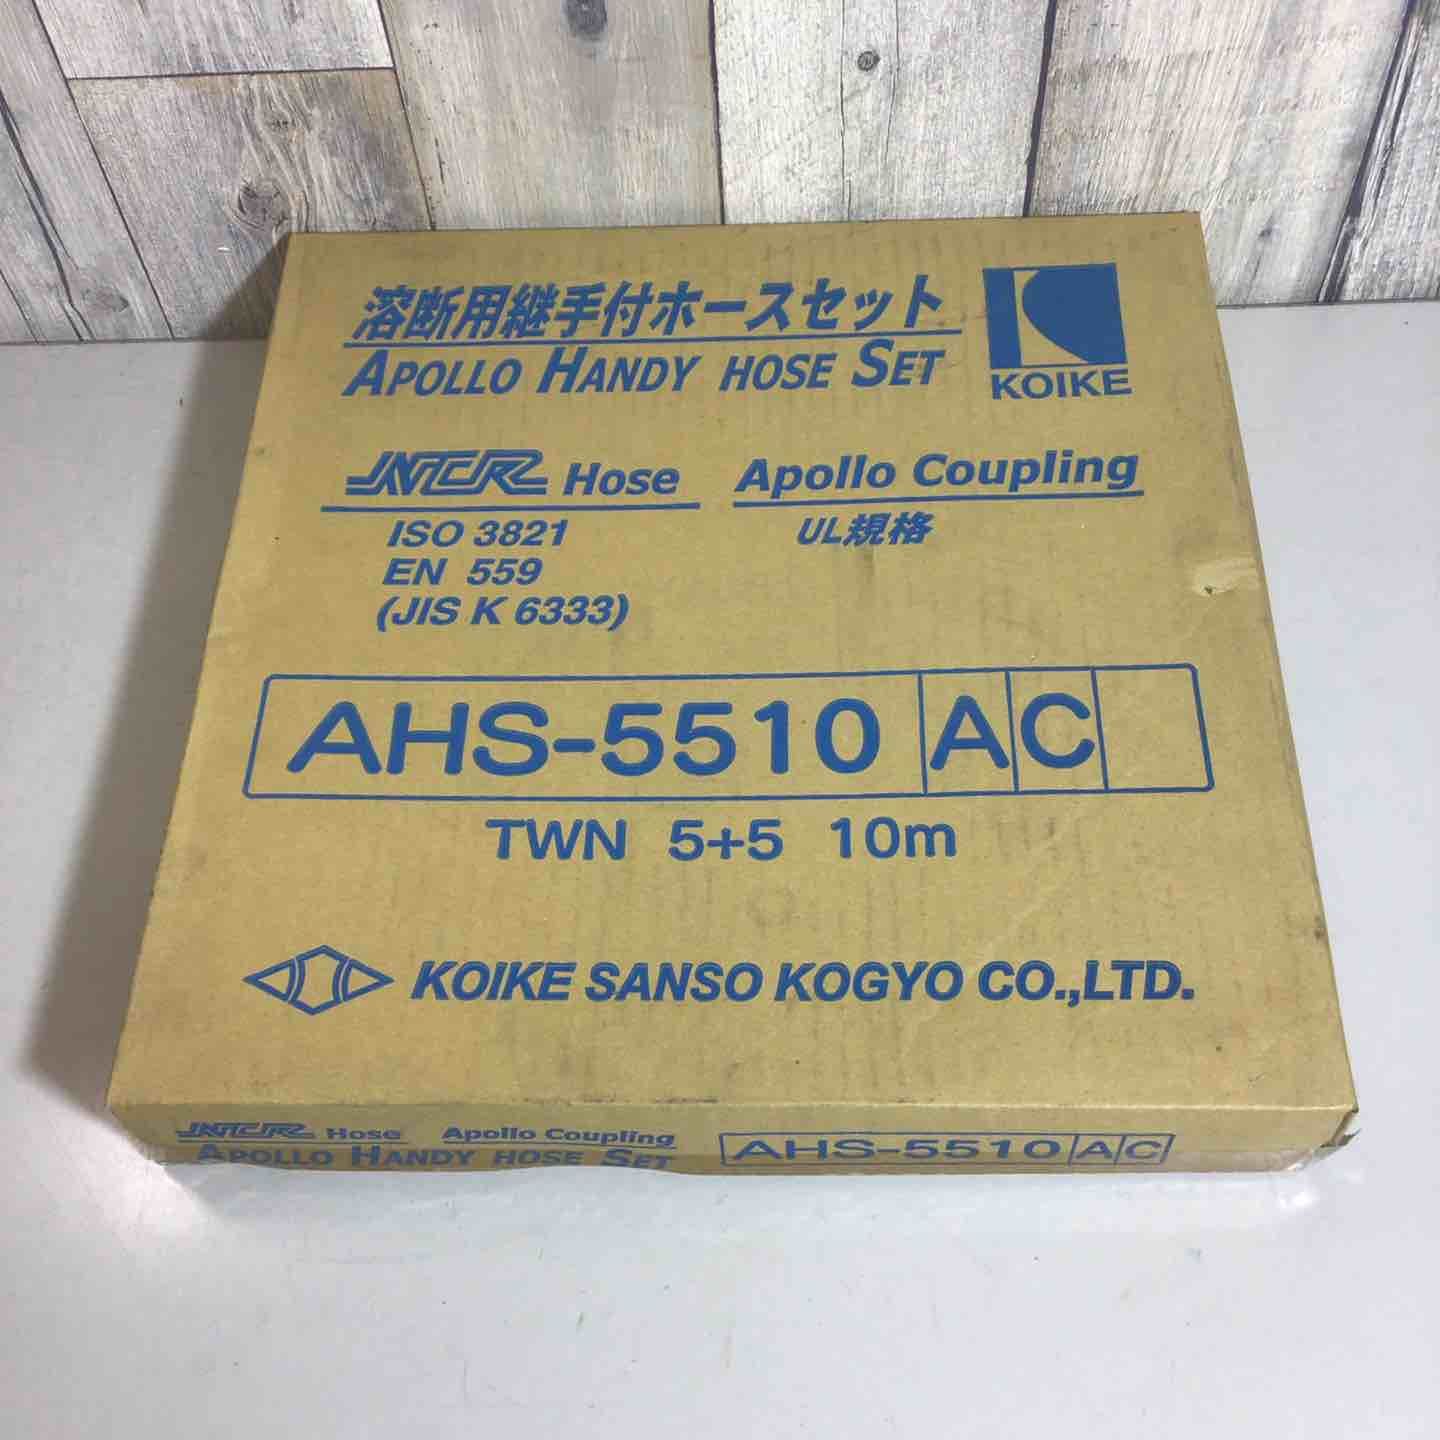 溶断用継手付ホースセット
APOLLO HANDY HOSE SET
KOIKE
NCR Hose
Apollo Coupling
ISO 3821
UL規格
EN 559
(JIS K 6333)
AHS-5510 A C
TWN 5+5 10m
KOIKE SANSO KOGYO CO.,LTD.
NCR Hose Apollo Coupling
APOLLO HANDY HOSE SET
AHS-5510 A C